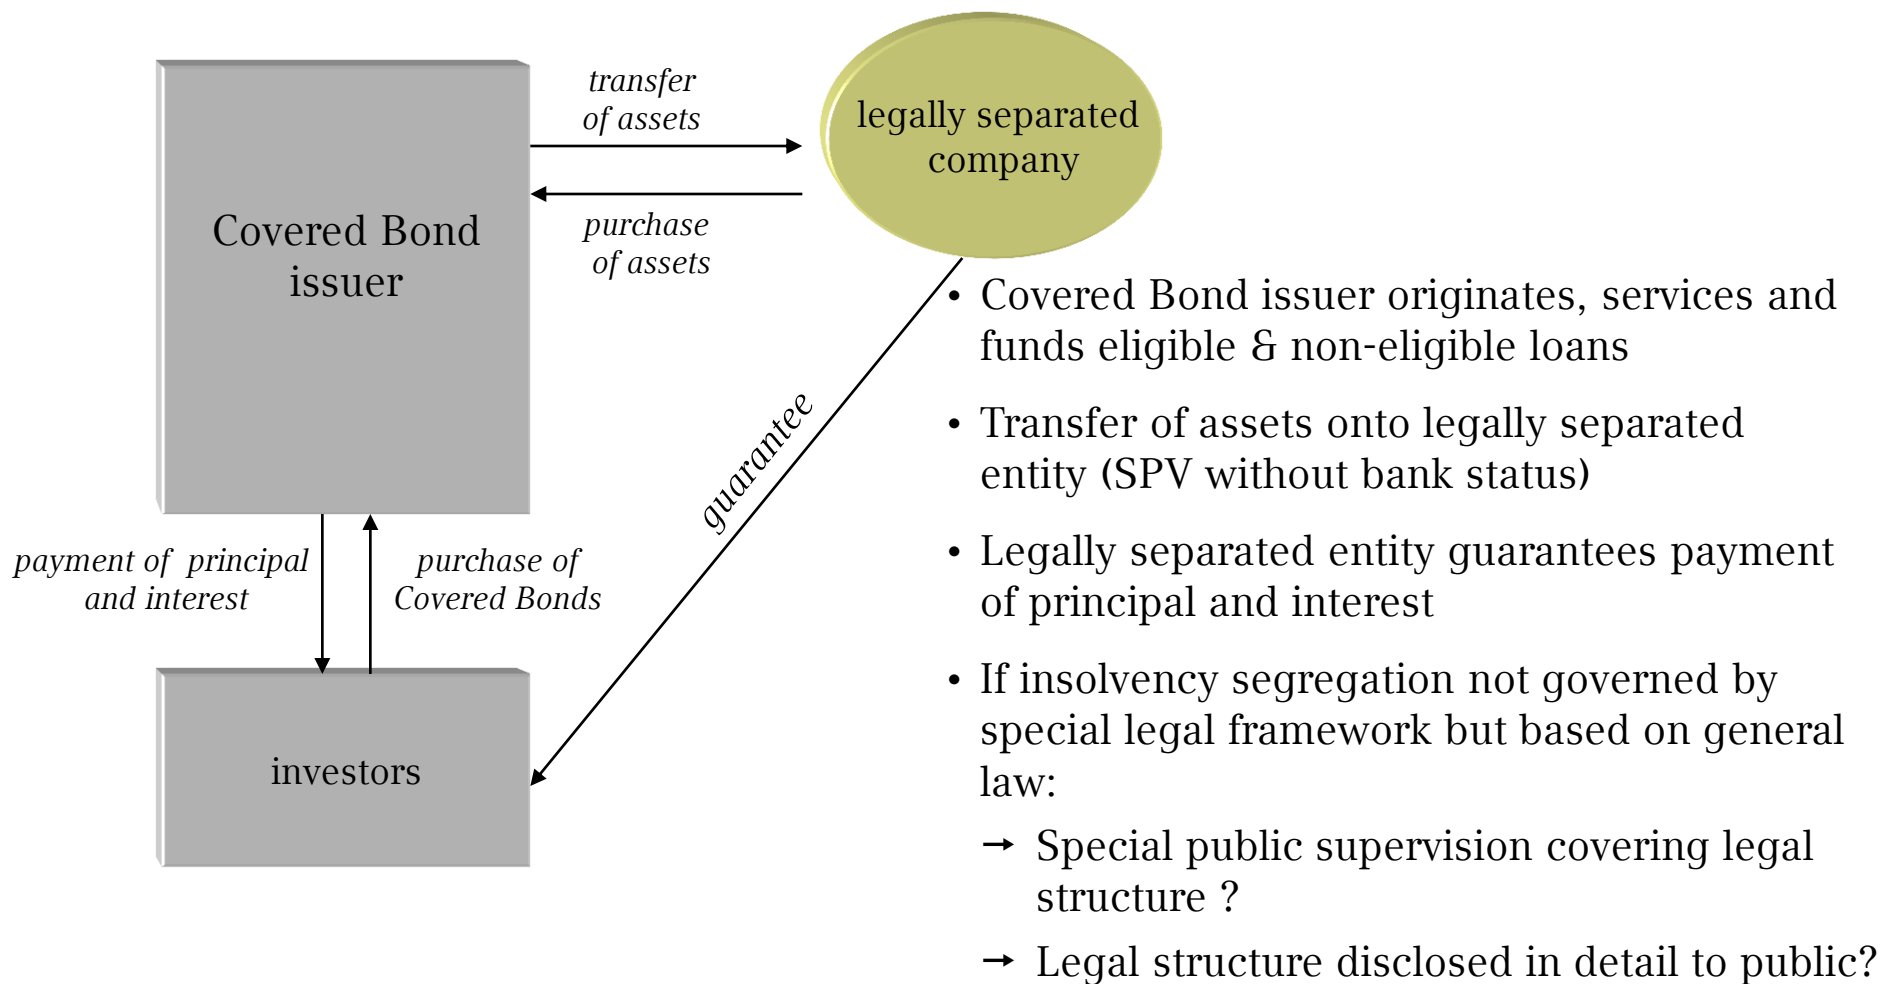 transfer
of assets
legally separated
company
purchase
of assets
Covered Bond
issuer
guarantee
payment of principal
and interest
purchase of
Covered Bonds
investors
• Covered Bond issuer originates, services and
funds eligible & non-eligible loans
• Transfer of assets onto legally separated
entity (SPV without bank status)
• Legally separated entity guarantees payment
of principal and interest
• If insolvency segregation not governed by
special legal framework but based on general
law:
→ Special public supervision covering legal
structure ?
→ Legal structure disclosed in detail to public?